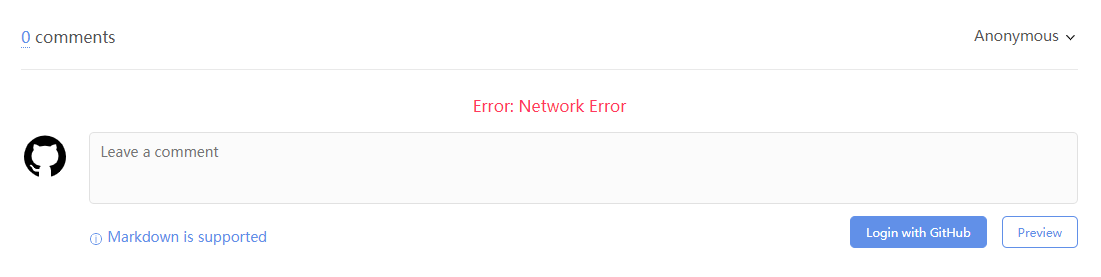 0 comments
Anonymous
Error: Network Error
Leave a comment
Markdown is supported
Login with GitHub
Preview